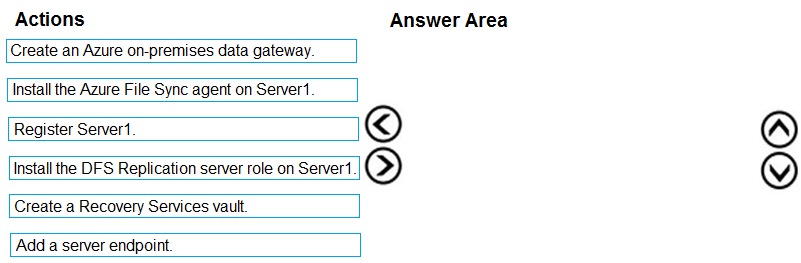 Actions
Answer Area
Create an Azure on-premises data gateway.
Install the Azure File Sync agent on Server1.
Register Server1.
Install the DFS Replication server role on Server1.
Create a Recovery Services vault.
Add a server endpoint.